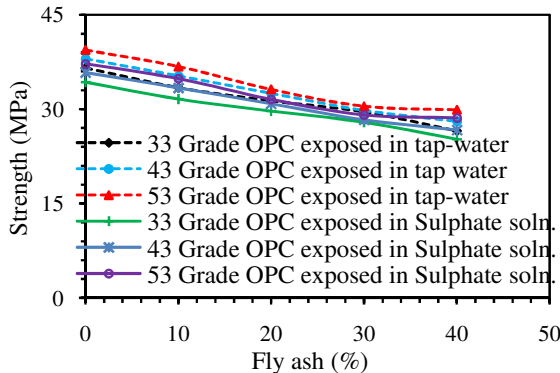 45
30
15
0
Strength (MPa)
33 Grade OPC exposed in tap-water
43 Grade OPC exposed in tap water
53 Grade OPC exposed in tap-water
33 Grade OPC exposed in Sulphate soln.
43 Grade OPC exposed in Sulphate soln.
53 Grade OPC exposed in Sulphate soln.
0 10 20 30 40 50
Fly ash (%)